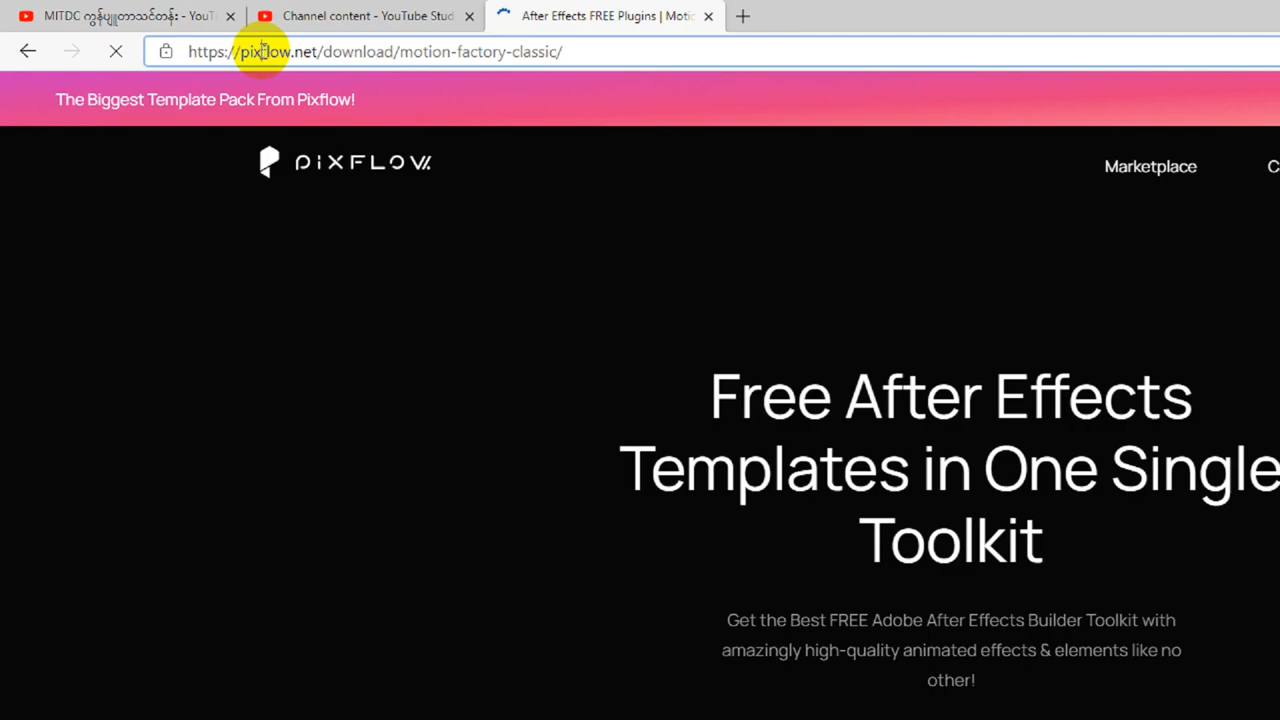 MITDC ကွန်ပျူတာသင်တန်း - YouT
Channel content - YouTube Stud
After Effects FREE Plugins | Motio
https://pixflow.net/download/motion-factory-classic/
The Biggest Template Pack From Pixflow!
PIXFLOW.
Marketplace
C
Free After Effects
Templates in One Single
Toolkit
Get the Best FREE Adobe After Effects Builder Toolkit with
amazingly high-quality animated effects & elements like no
other!